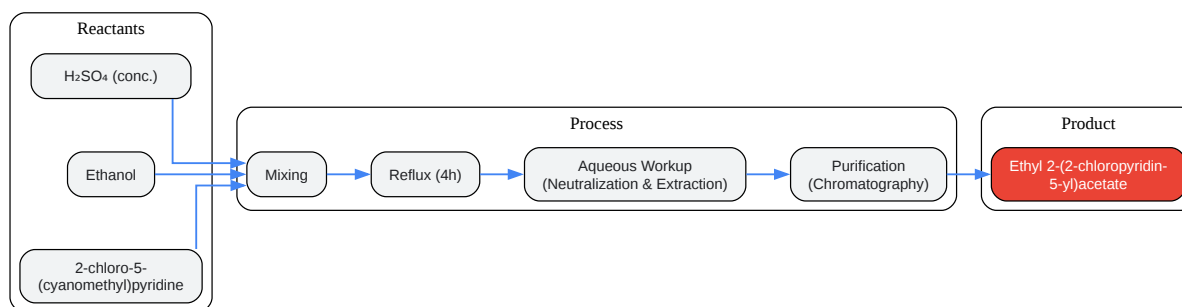 Reactants
H₂SO₄ (conc.)
Ethanol
2-chloro-5-
(cyanomethyl)pyridine
Process
Mixing
Reflux (4h)
Aqueous Workup
(Neutralization & Extraction)
Purification
(Chromatography)
Product
Ethyl 2-(2-chloropyridin-
5-yl)acetate